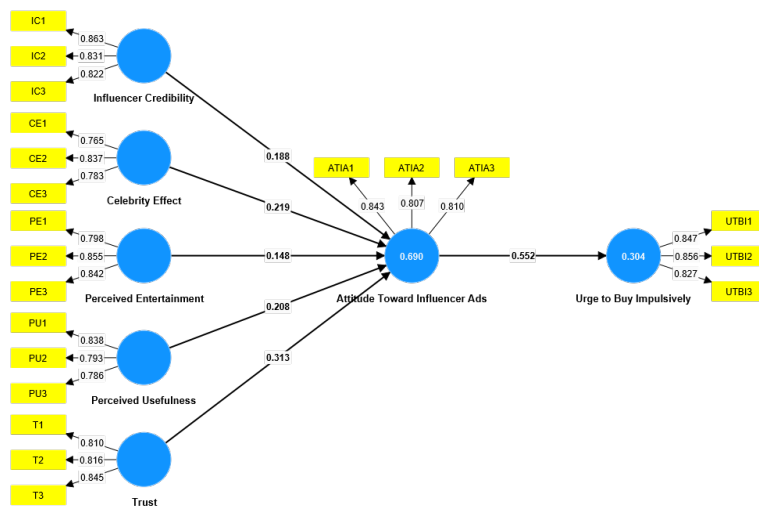 IC1
0.863
IC2
0.831
IC3
0.822
Influencer Credibility
CE1
0.765
CE2
0.837
CE3
0.783
Celebrity Effect
PE1
0.798
PE2
0.855
PE3
0.842
Perceived Entertainment
PU1
0.838
PU2
0.793
PU3
0.786
Perceived Usefulness
T1
0.810
T2
0.816
T3
0.845
Trust
0.188
0.219
0.148
0.208
0.313
ATIA1
ATIA2
ATIA3
0.843
0.807
0.810
0.690
Attitude Toward Influencer Ads
0.552
0.304
Urge to Buy Impulsively
0.847
UTBI1
0.856
UTBI2
0.827
UTBI3